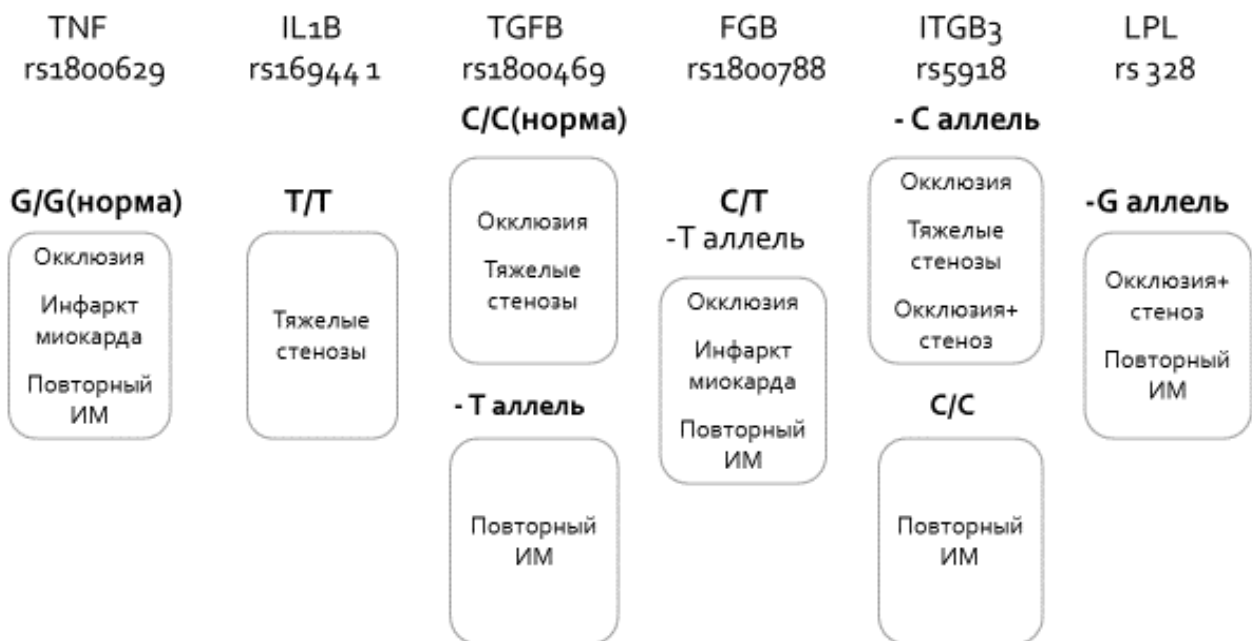 TNF
rs1800629
G/G(норма)
Окклюзия
Инфаркт
миокарда
Повторный
ИМ
IL1B
rs16944 1
T/T
Тяжелые
стенозы
TGFB
rs1800469
C/C(норма)
Окклюзия
Тяжелые
стенозы
- T аллель
Повторный
ИМ
FGB
rs1800788
C/T
-T аллель
Окклюзия
Инфаркт
миокарда
Повторный
ИМ
ITGB3
rs5918
- C аллель
Окклюзия
Тяжелые
стенозы
Окклюзия+
стеноз
C/C
Повторный
ИМ
LPL
rs 328
-G аллель
Окклюзия+
стеноз
Повторный
ИМ